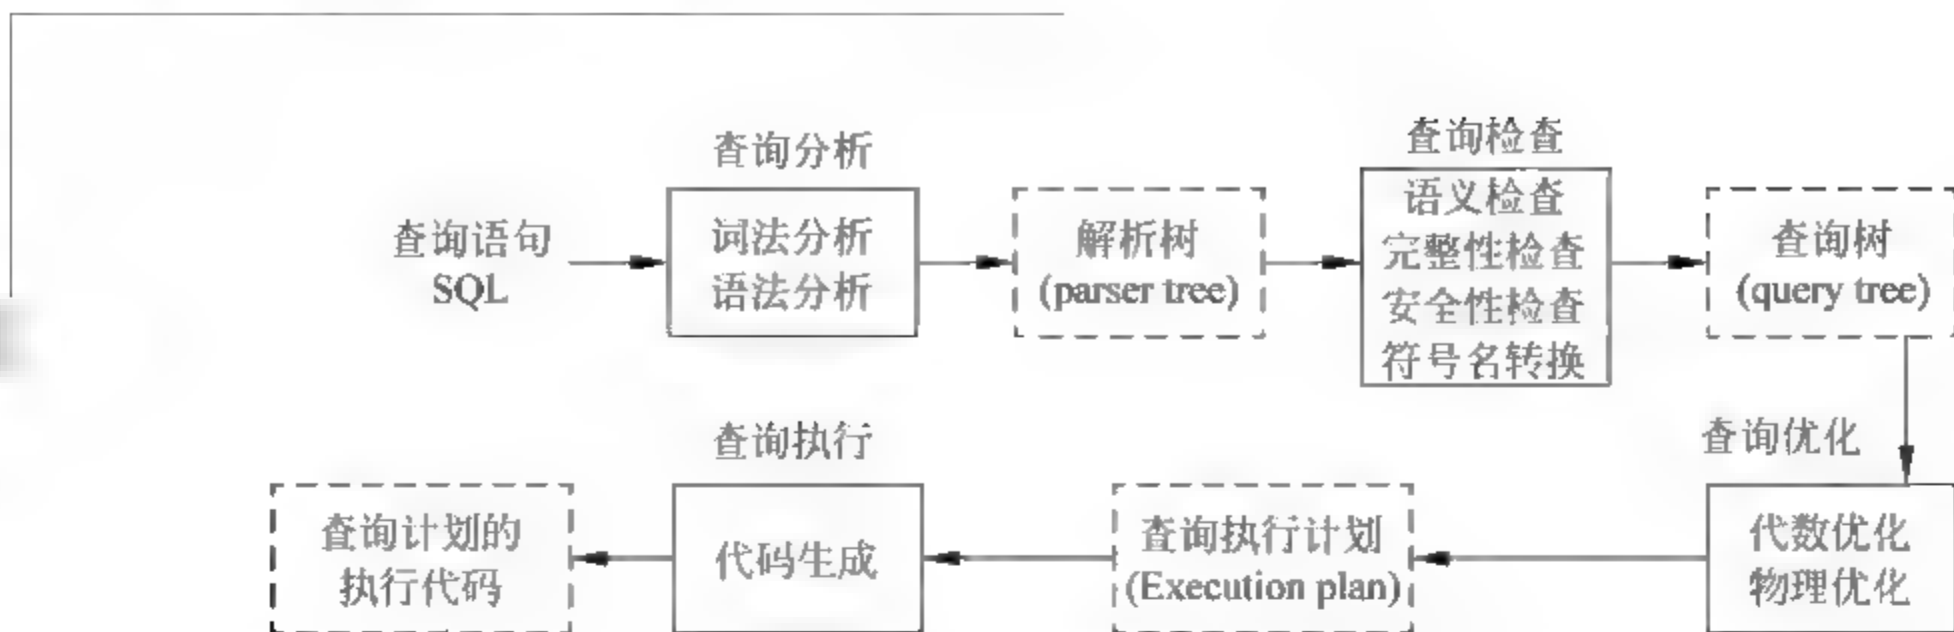 查询分析
查询检查
查询语句
SQL
词法分析
语法分析
解析树
(parser tree)
语义检查
完整性检查
安全性检查
符号名转换
查询树
(query tree)
查询执行
查询优化
查询计划的
执行代码
代码生成
查询执行计划
(Execution plan)
代数优化
物理优化